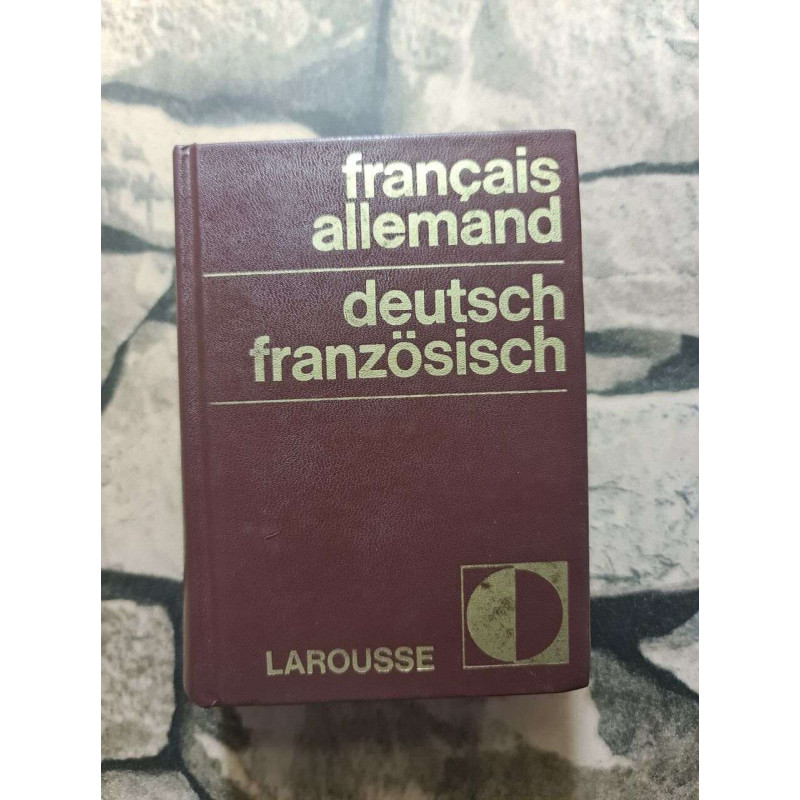 français
allemand
deutsch
französisch
LAROUSSE